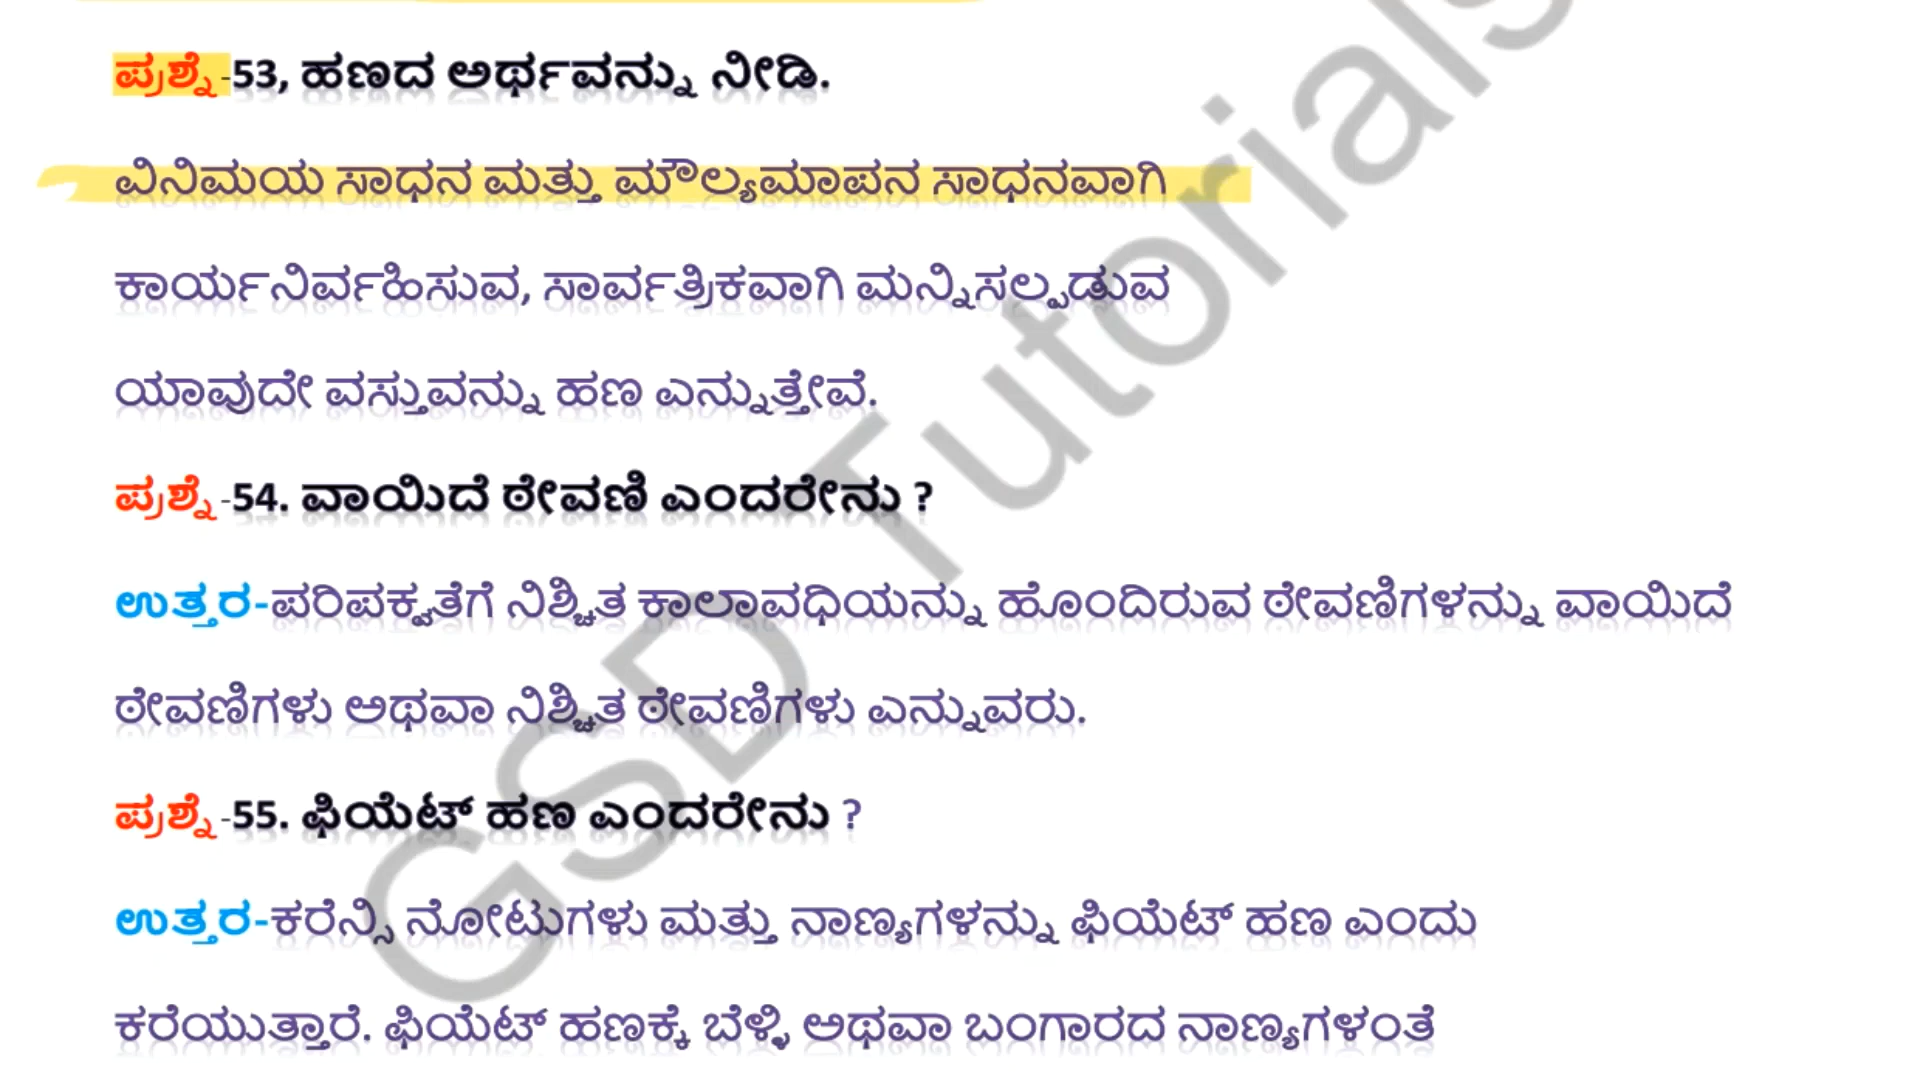 ಪ್ರಶ್ನೆ-53, ಹಣದ ಅರ್ಥವನ್ನು ನೀಡಿ.
ವಿನಿಮಯ ಸಾಧನ ಮತ್ತು ಮೌಲ್ಯಮಾಪನ ಸಾಧನವಾಗಿ
ಕಾರ್ಯನಿರ್ವಹಿಸುವ, ಸಾರ್ವತ್ರಿಕವಾಗಿ ಮನ್ನಿಸಲ್ಪಡುವ
ಯಾವುದೇ ವಸ್ತುವನ್ನು ಹಣ ಎನ್ನುತ್ತೇವೆ.
ಪ್ರಶ್ನೆ-54. ವಾಯಿದೆ ಠೇವಣಿ ಎಂದರೇನು ?
ಉತ್ತರ-ಪರಿಪಕ್ವತೆಗೆ ನಿಶ್ಚಿತ ಕಾಲಾವಧಿಯನ್ನು ಹೊಂದಿರುವ ಠೇವಣಿಗಳನ್ನು ವಾಯಿದೆ
ಠೇವಣಿಗಳು ಅಥವಾ ನಿಶ್ಚಿತ ಠೇವಣಿಗಳು ಎನ್ನುವರು.
ಪ್ರಶ್ನೆ-55. ಫಿಯೆಟ್ ಹಣ ಎಂದರೇನು ?
ಉತ್ತರ-ಕರೆನ್ಸಿ ನೋಟುಗಳು ಮತ್ತು ನಾಣ್ಯಗಳನ್ನು ಫಿಯೆಟ್ ಹಣ ಎಂದು
ಕರೆಯುತ್ತಾರೆ. ಫಿಯೆಟ್ ಹಣಕ್ಕೆ ಬೆಳ್ಳಿ ಅಥವಾ ಬಂಗಾರದ ನಾಣ್ಯಗಳಂತೆ
GSD Tutorials